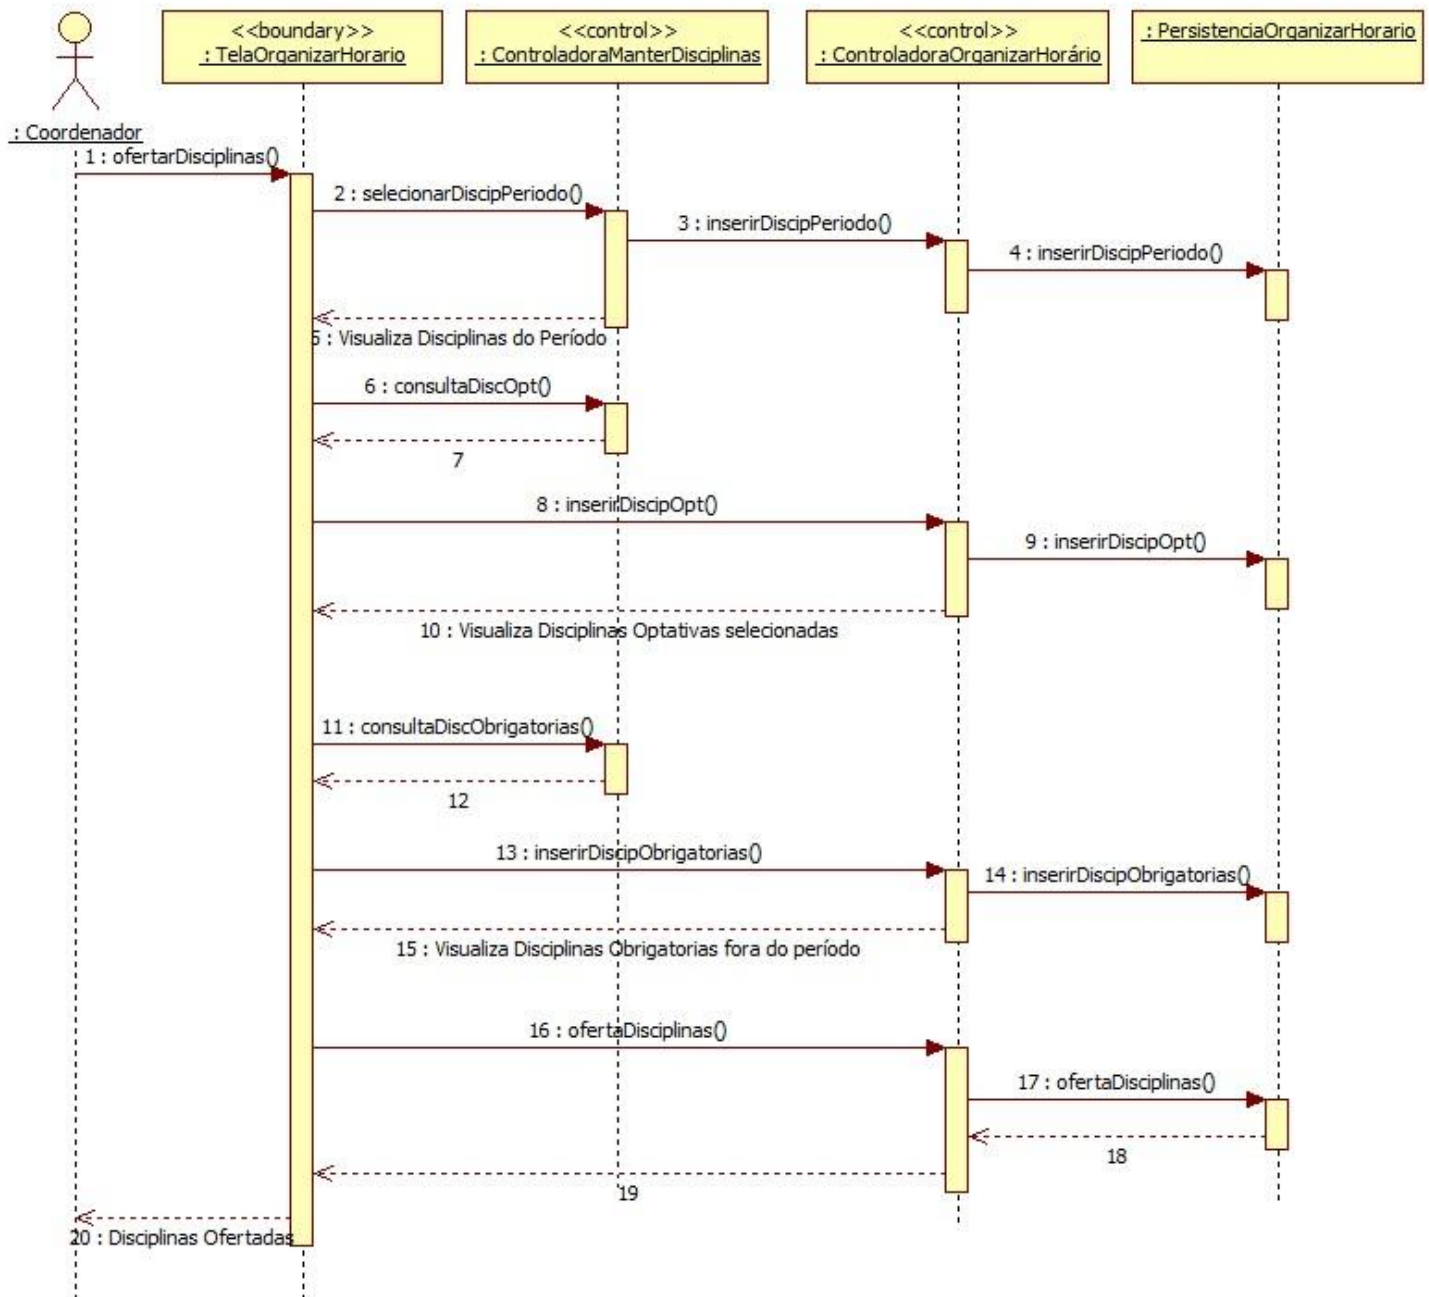 <<boundary>>
: TelaOrganizarHorario
<<control>>
: ControladoraManterDisciplinas
<<control>>
: ControladoraOrganizarHorário
: PersistenciaOrganizarHorario
: Coordenador
1 : ofertarDisciplinas()
2 : selecionarDiscipPeriodo()
3 : inserirDiscipPeriodo()
4 : inserirDiscipPeriodo()
5 : Visualiza Disciplinas do Período
6 : consultaDiscOpt()
7
8 : inserirDiscipOpt()
9 : inserirDiscipOpt()
10 : Visualiza Disciplinas Optativas selecionadas
11 : consultaDiscObrigatorias()
12
13 : inserirDiscipObrigatorias()
14 : inserirDiscipObrigatorias()
15 : Visualiza Disciplinas Obrigatorias fora do período
16 : ofertaDisciplinas()
17 : ofertaDisciplinas()
18
19
20 : Disciplinas Ofertadas